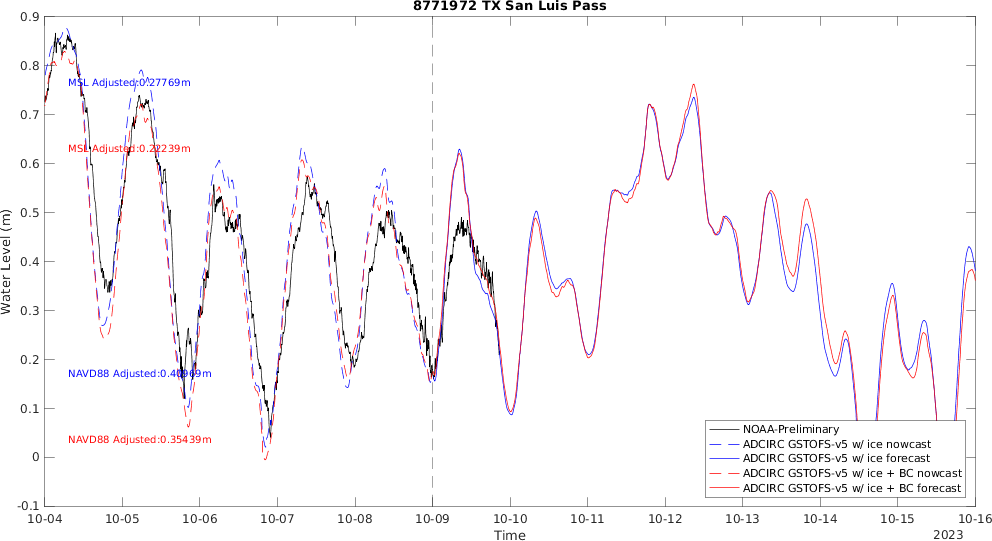 8771972 TX San Luis Pass
0.9
0.8
0.7
0.6
0.5
0.4
0.3
0.2
0.1
0
-0.1
Water Level (m)
MSL Adjusted:0.27769m
MSL Adjusted:0.22239m
NAVD88 Adjusted:0.40969m
NAVD88 Adjusted:0.35439m
NOAA-Preliminary
ADCIRC GSTOFS-v5 w/ ice nowcast
ADCIRC GSTOFS-v5 w/ ice forecast
ADCIRC GSTOFS-v5 w/ ice + BC nowcast
ADCIRC GSTOFS-v5 w/ ice + BC forecast
10-04 10-05 10-06 10-07 10-08 10-09 10-10 10-11 10-12 10-13 10-14 10-15 10-16
Time
2023